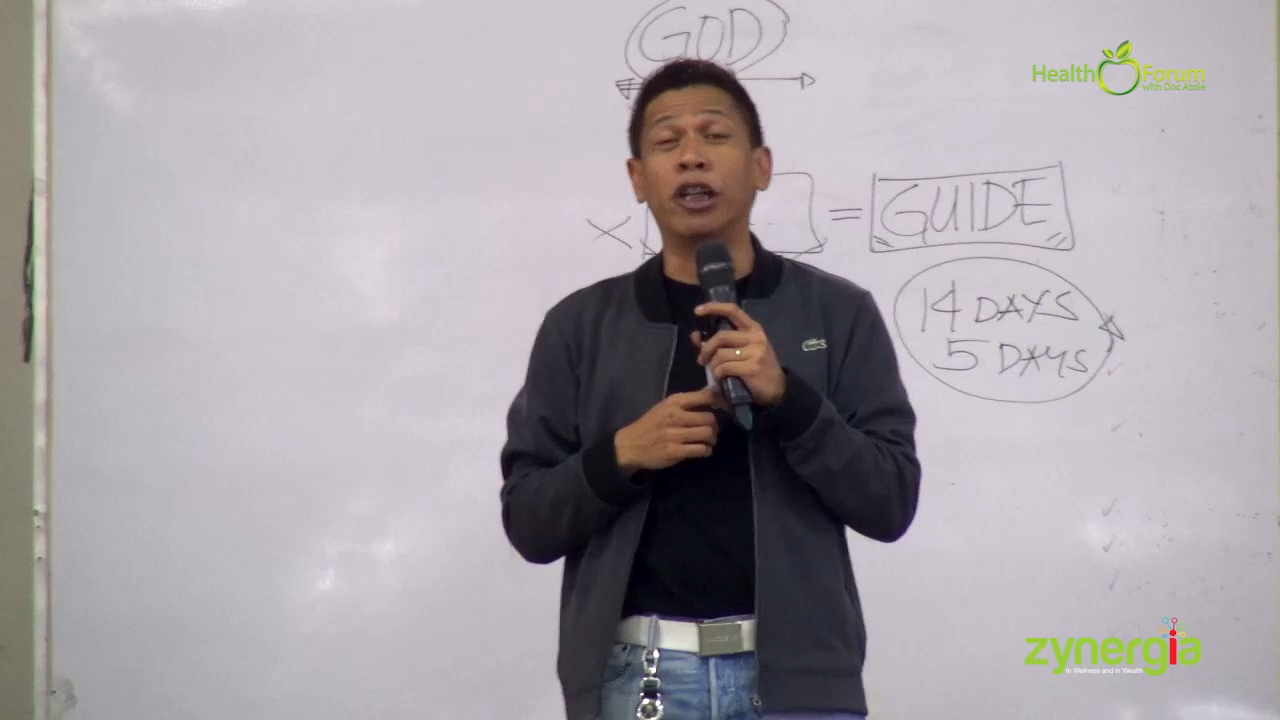 GOD
Health Forum
with Doc Atoie
X = GUIDE
14 DAYS
5 DAYS
zynergia
in Wellness and in Wealth